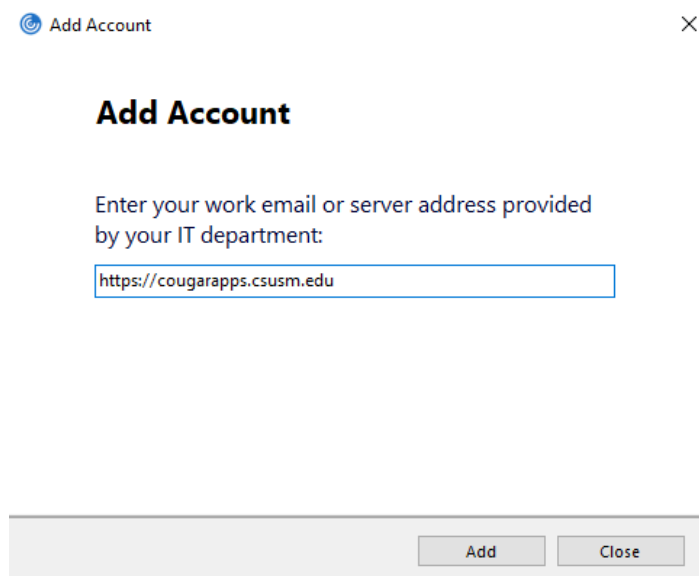 Add Account
Add Account
Enter your work email or server address provided
by your IT department:
https://cougarapps.csusm.edu
Add
Close